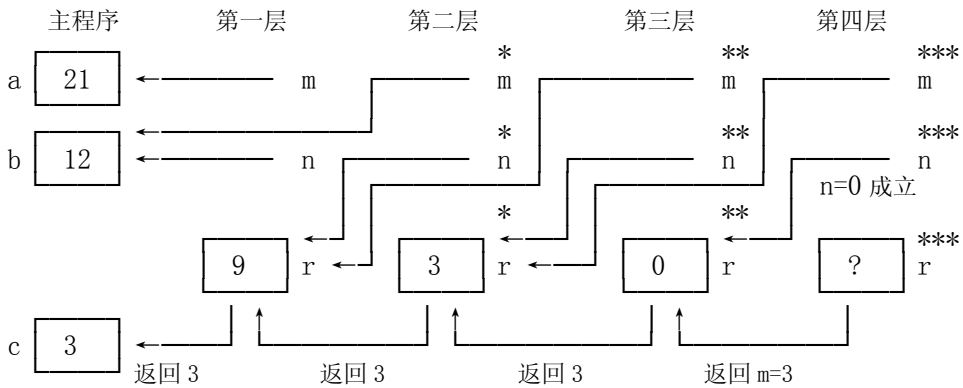 主程序 第一层 第二层 第三层 第四层
* ** ***
a 21 m m m m
* ** ***
b 12 n n n n
n=0 成立
* ** ***
9 r 3 r 0 r ? r
c 3
返回 3 返回 3 返回 3 返回 m=3